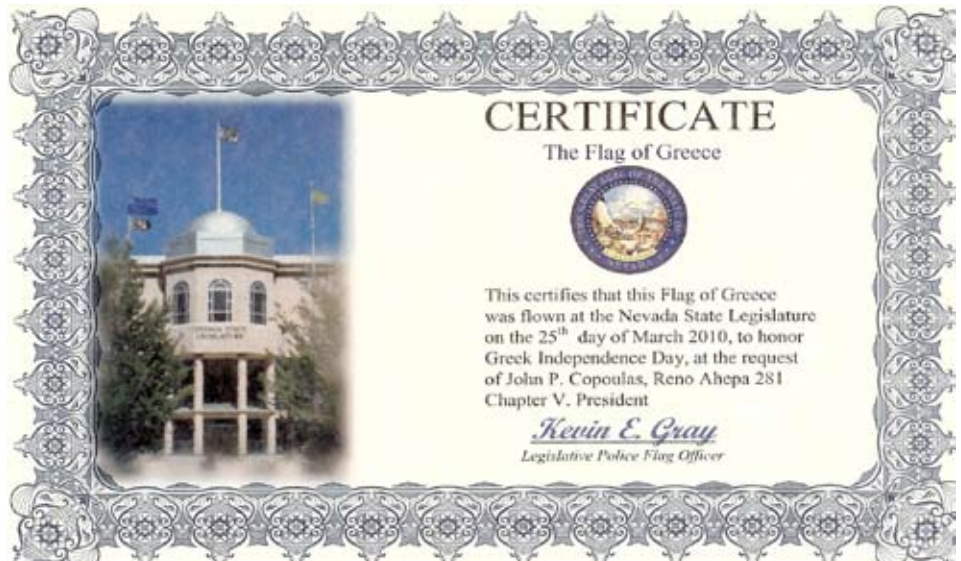 CERTIFICATE
The Flag of Greece
NEVADA
This certifies that this Flag of Greece
was flown at the Nevada State Legislature
on the 25th day of March 2010, to honor
Greek Independence Day, at the request
of John P. Copoulas, Reno Ahepa 281
Chapter V. President
Kevin E. Gray
Legislative Police Flag Officer